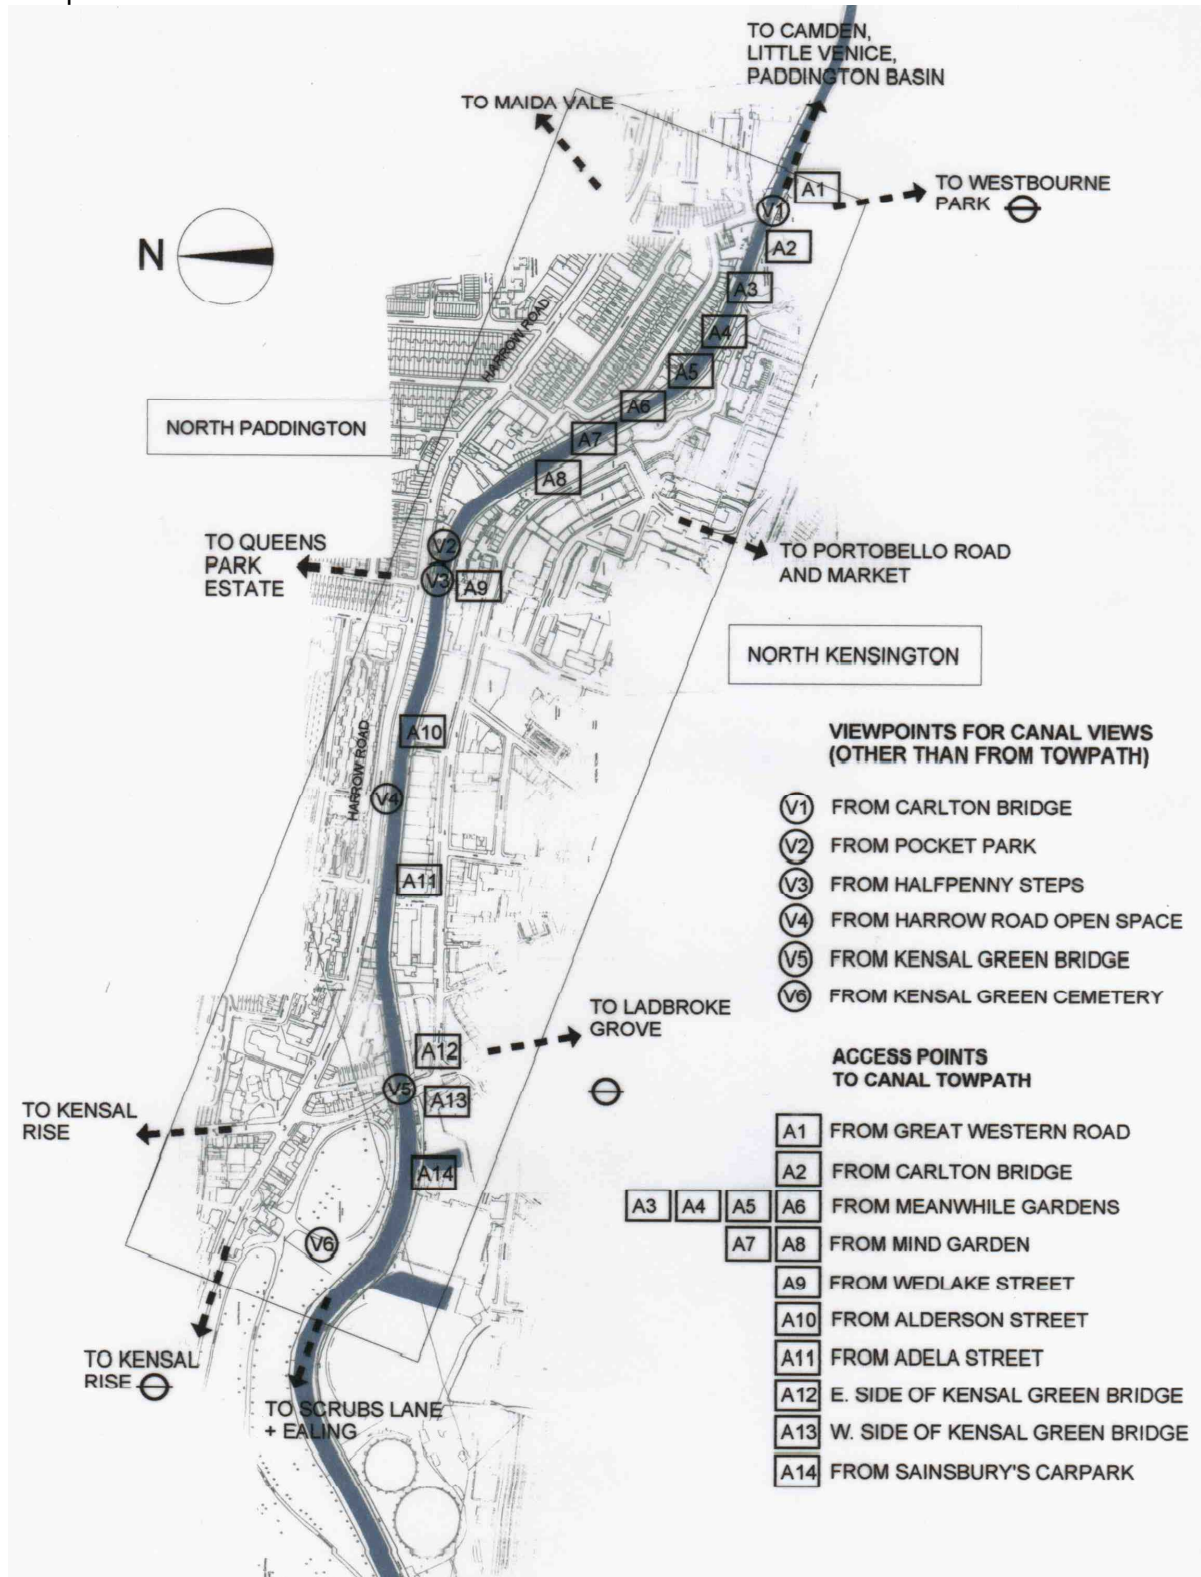 TO CAMDEN,
LITTLE VENICE,
PADDINGTON BASIN
TO MAIDA VALE
A1
TO WESTBOURNE
PARK
V1
A2
N
A3
HARROW ROAD
A4
A5
A6
NORTH PADDINGTON
A7
A8
TO QUEENS
PARK
ESTATE
V2
V3
A9
TO PORTOBELLO ROAD
AND MARKET
NORTH KENSINGTON
A10
HARROW ROAD
V4
A11
VIEWPOINTS FOR CANAL VIEWS
(OTHER THAN FROM TOWPATH)
V1 FROM CARLTON BRIDGE
V2 FROM POCKET PARK
V3 FROM HALFPENNY STEPS
V4 FROM HARROW ROAD OPEN SPACE
V5 FROM KENSAL GREEN BRIDGE
V6 FROM KENSAL GREEN CEMETERY
TO LADBROKE
GROVE
A12
V5
A13
TO KENSAL
RISE
A14
V6
ACCESS POINTS
TO CANAL TOWPATH
A1 FROM GREAT WESTERN ROAD
A2 FROM CARLTON BRIDGE
A3 A4 A5 A6 FROM MEANWHILE GARDENS
A7 A8 FROM MIND GARDEN
A9 FROM WEDLAKE STREET
A10 FROM ALDERSON STREET
A11 FROM ADELA STREET
A12 E. SIDE OF KENSAL GREEN BRIDGE
A13 W. SIDE OF KENSAL GREEN BRIDGE
A14 FROM SAINSBURY'S CARPARK
TO KENSAL
RISE
TO SCRUBS LANE
+ EALING